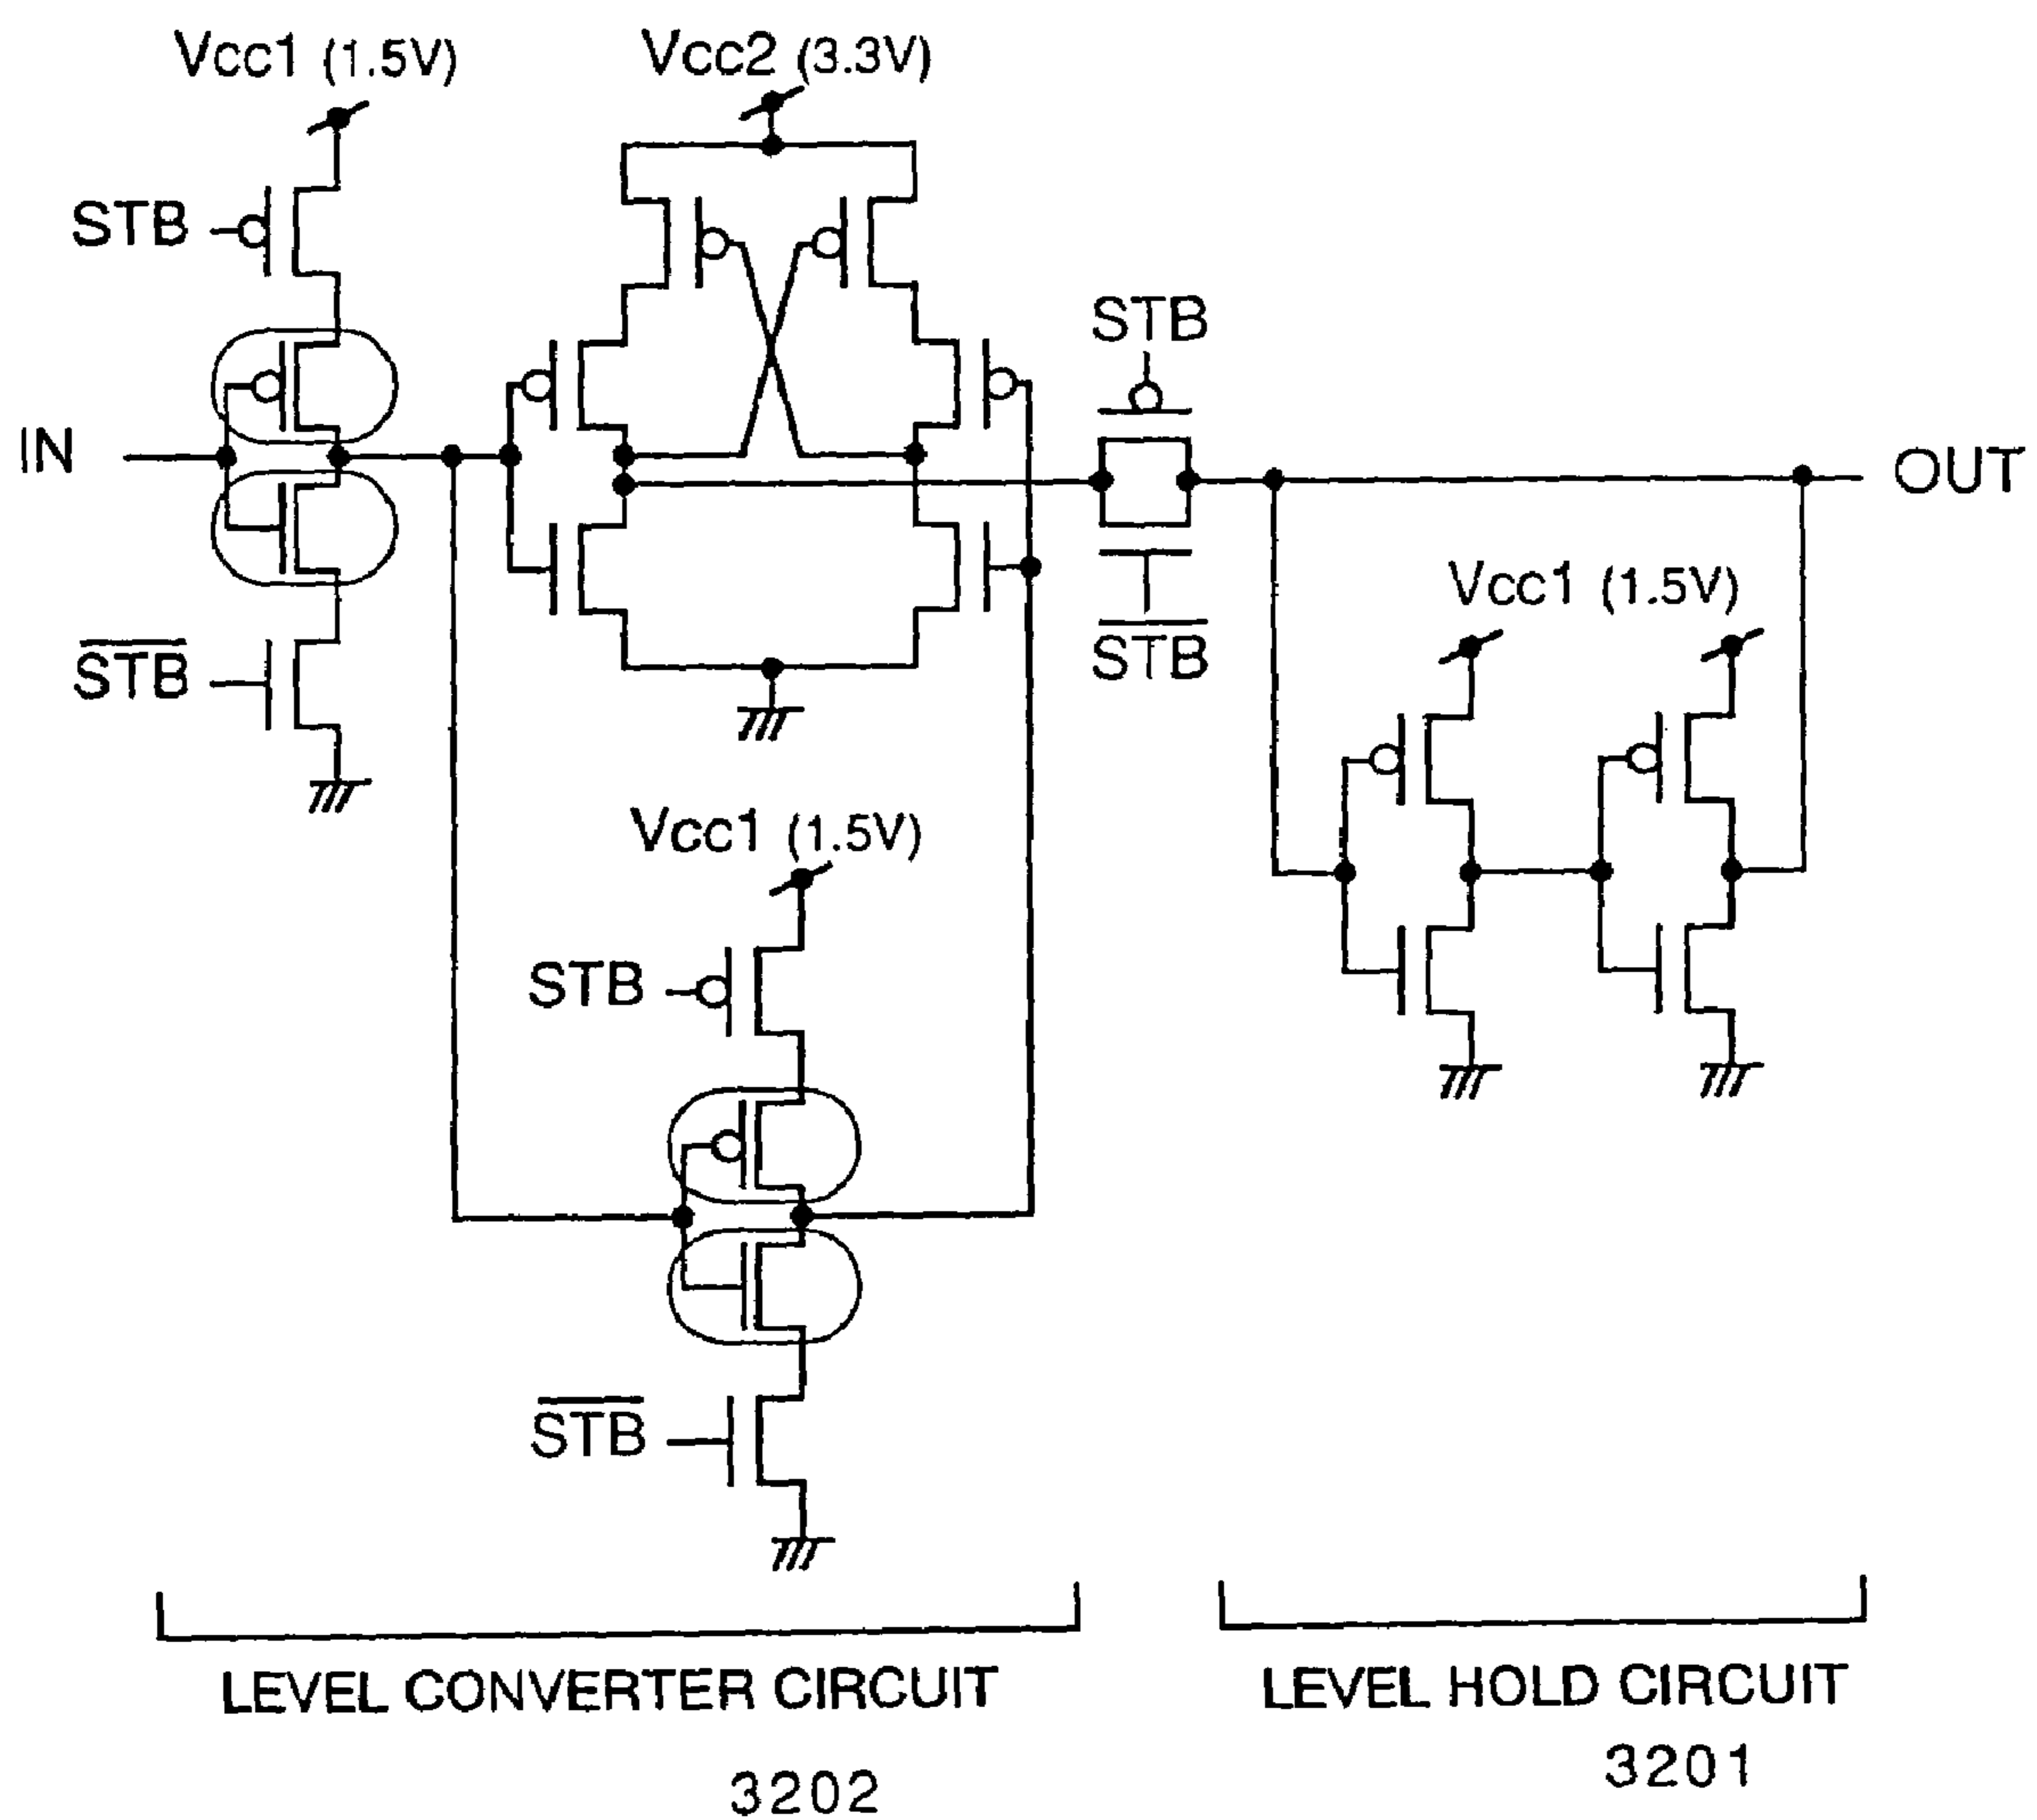 Vcc1 (1.5V)
Vcc2 (3.3V)
STB
STB
IN
OUT
Vcc1 (1.5V)
STB
STB
Vcc1 (1.5V)
STB
STB
LEVEL CONVERTER CIRCUIT
LEVEL HOLD CIRCUIT
3201
3202